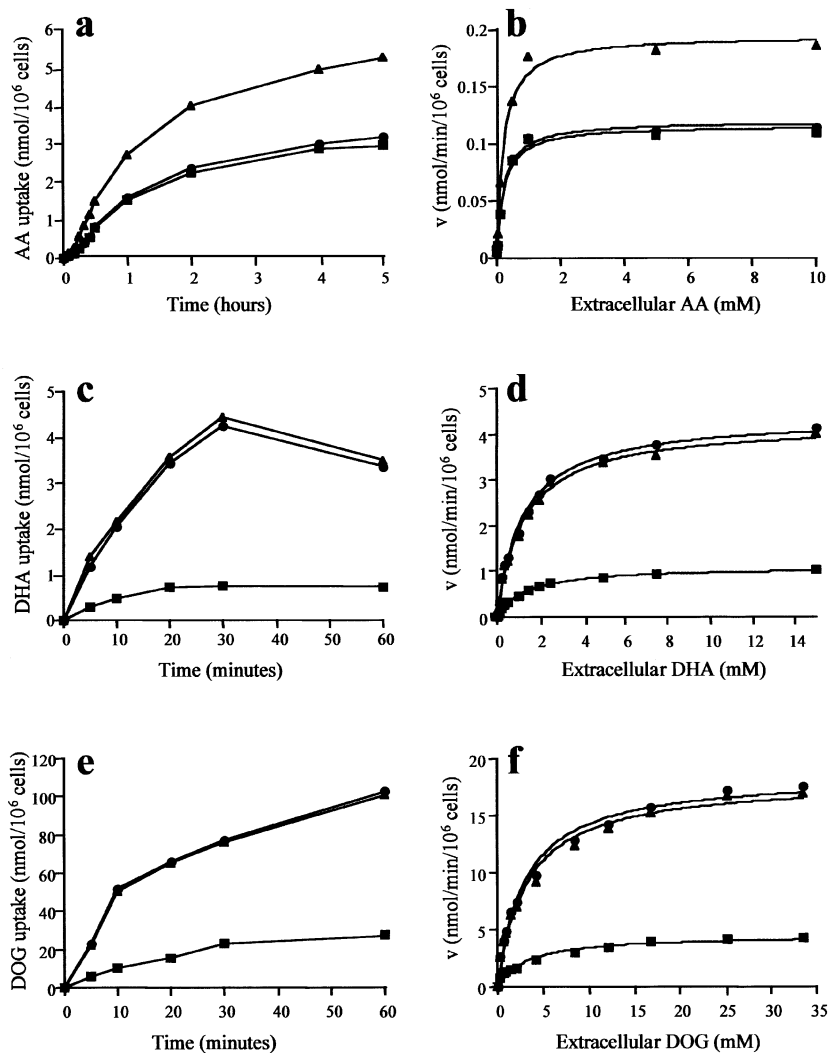 a
AA uptake (nmol/10⁶ cells)
6
5
4
3
2
1
0
0 1 2 3 4 5
Time (hours)
b
v (nmol/min/10⁶ cells)
0.2
0.15
0.1
0.05
0
0 2 4 6 8 10
Extracellular AA (mM)
c
DHA uptake (nmol/10⁶ cells)
5
4
3
2
1
0
0 10 20 30 40 50 60
Time (minutes)
d
v (nmol/min/10⁶ cells)
5
4
3
2
1
0
0 2 4 6 8 10 12 14
Extracellular DHA (mM)
e
DOG uptake (nmol/10⁶ cells)
120
100
80
60
40
20
0
0 10 20 30 40 50 60
Time (minutes)
f
v (nmol/min/10⁶ cells)
20
15
10
5
0
0 5 10 15 20 25 30 35
Extracellular DOG (mM)